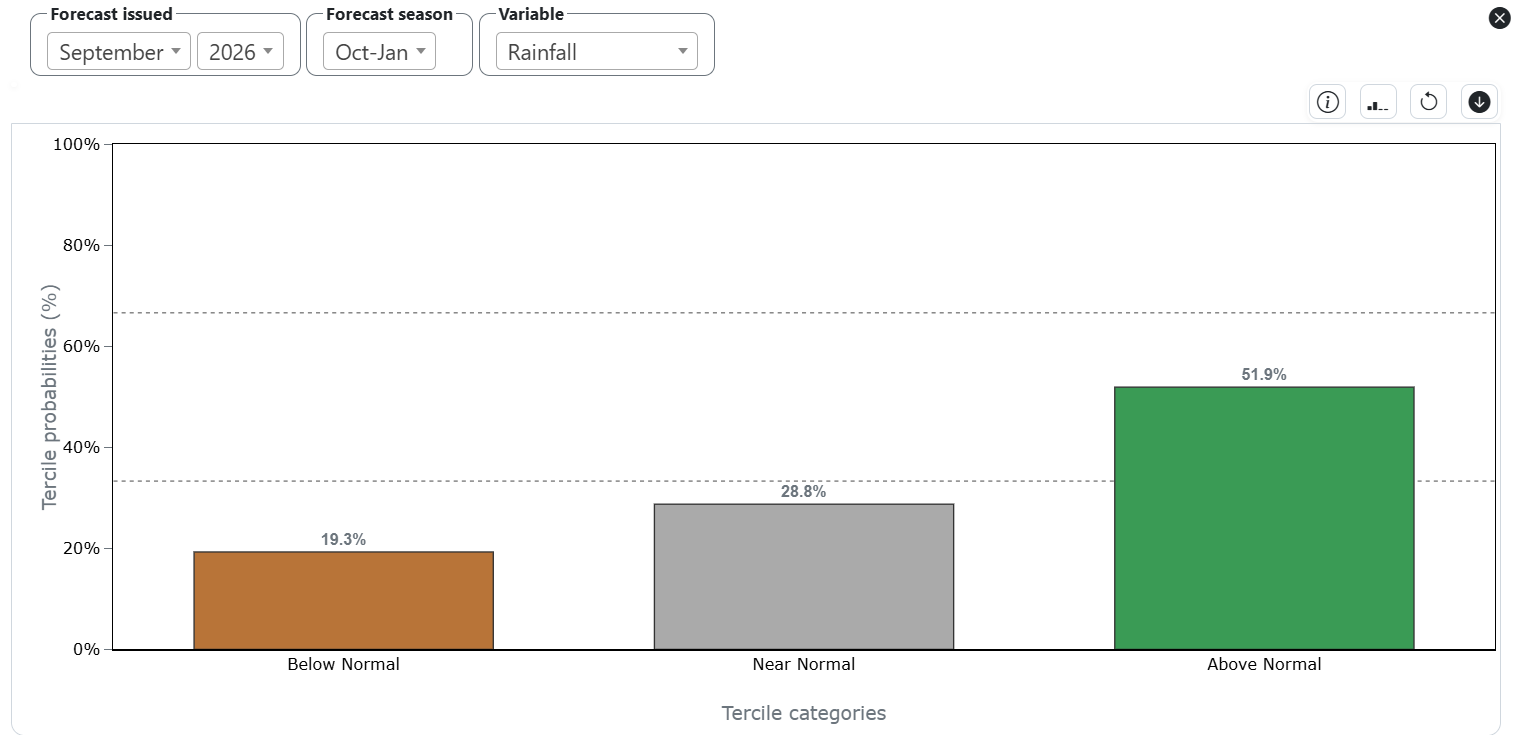 Forecast issued
Forecast season
Variable
September
2026
Oct-Jan
Rainfall
100%
80%
60%
40%
20%
0%
Tercile probabilities (%)
19.3%
28.8%
51.9%
Below Normal
Near Normal
Above Normal
Tercile categories